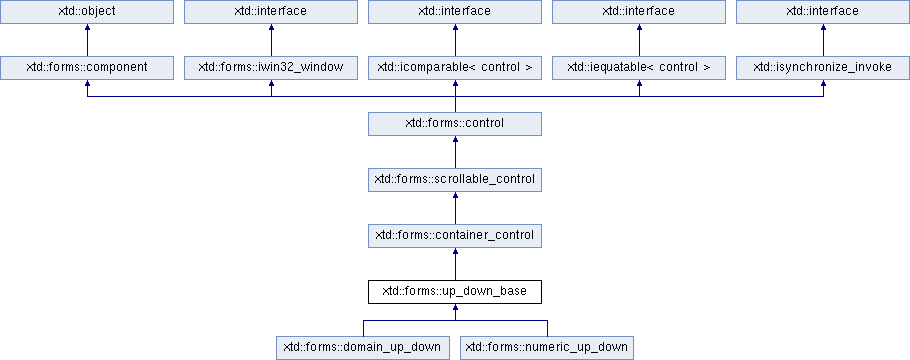 xtd::object
xtd::interface
xtd::interface
xtd::interface
xtd::interface
xtd::forms::component
xtd::forms::iwin32_window
xtd::icomparable< control >
xtd::iequatable< control >
xtd::isynchronize_invoke
xtd::forms::control
xtd::forms::scrollable_control
xtd::forms::container_control
xtd::forms::up_down_base
xtd::forms::domain_up_down
xtd::forms::numeric_up_down